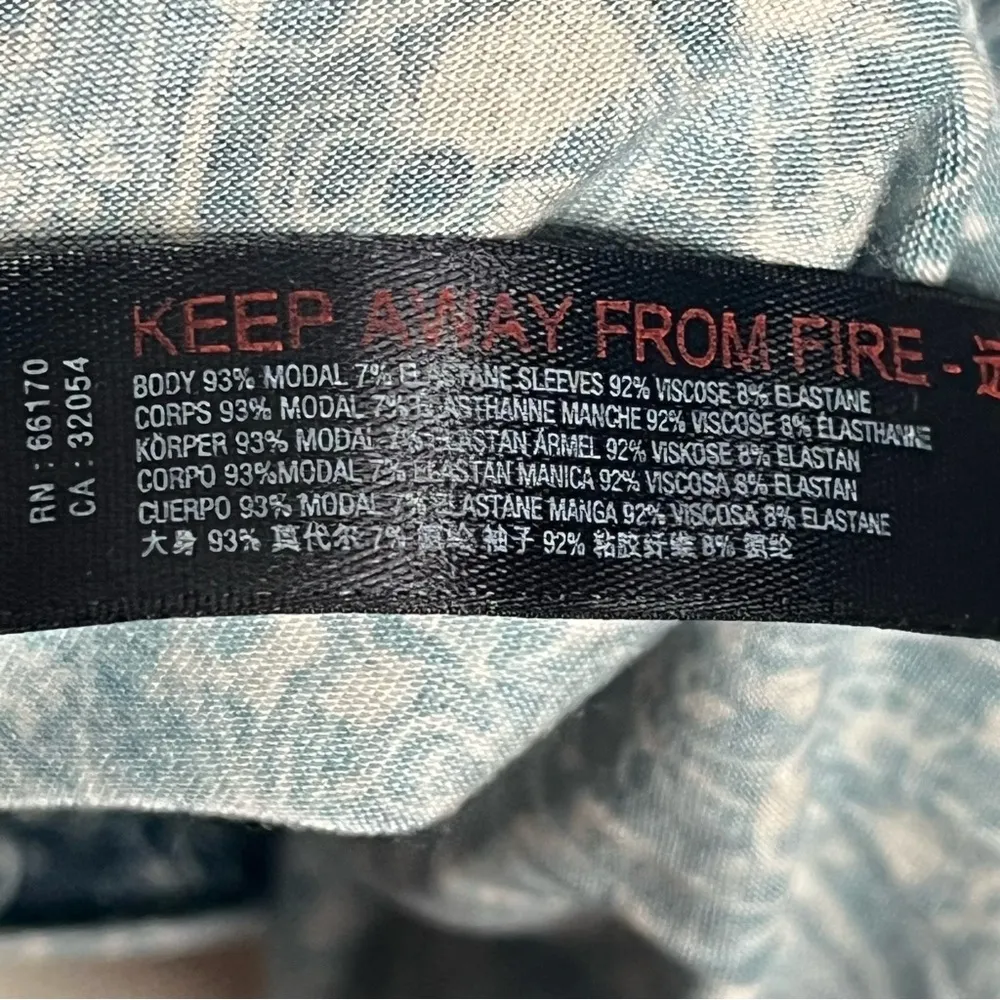 KEEP AWAY FROM FIRE - 远
BODY 93% MODAL 7% ELASTANE SLEEVES 92% VISCOSE 8% ELASTANE
CORPS 93% MODAL 7% ÉLASTHANNE MANCHE 92% VISCOSE 8% ÉLASTHANNE
KÖRPER 93% MODAL 7% ELASTAN ÄRMEL 92% VISKOSE 8% ELASTAN
CORPO 93%MODAL 7% ELASTAN MANICA 92% VISCOSA 8% ELASTAN
CUERPO 93% MODAL 7% ELASTANE MANGA 92% VISCOSA 8% ELASTANE
大身 93% 莫代尔 7% 氨纶 袖子 92% 粘胶纤维 8% 氨纶
RN : 66170
CA : 32054